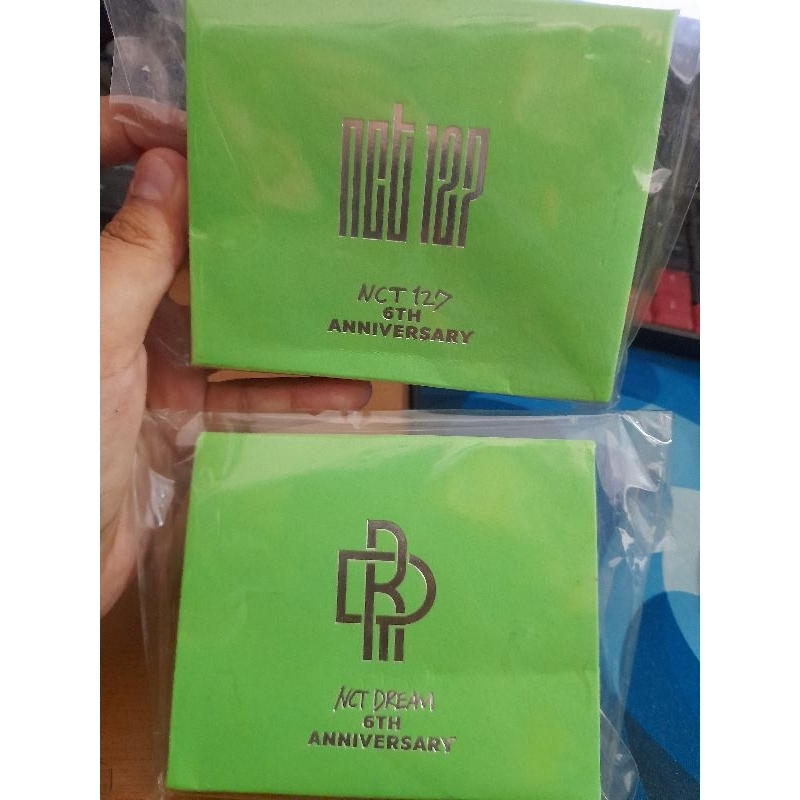 nct 127
NCT 127
6TH
ANNIVERSARY
NCT DREAM
6TH
ANNIVERSARY